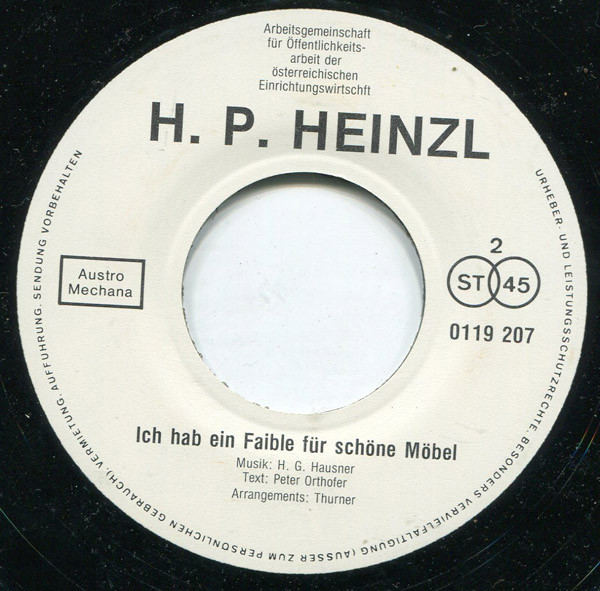 Arbeitsgemeinschaft
für Öffentlichkeits-
arbeit der
österreichischen
Einrichtungswirtschft
H. P. HEINZL
Austro
Mechana
2
ST 45
0119 207
Ich hab ein Faible für schöne Möbel
Musik: H. G. Hausner
Text: Peter Orthofer
Arrangements: Thurner
URHEBER- UND LEISTUNGSSCHUTZRECHTE, BESONDERS VERVIELFALTIGUNG (AUSSER ZUM PERSÖNLICHEN GEBRAUCH), VERMIETUNG, AUFFUHRUNG, SENDUNG VORBEHALTEN